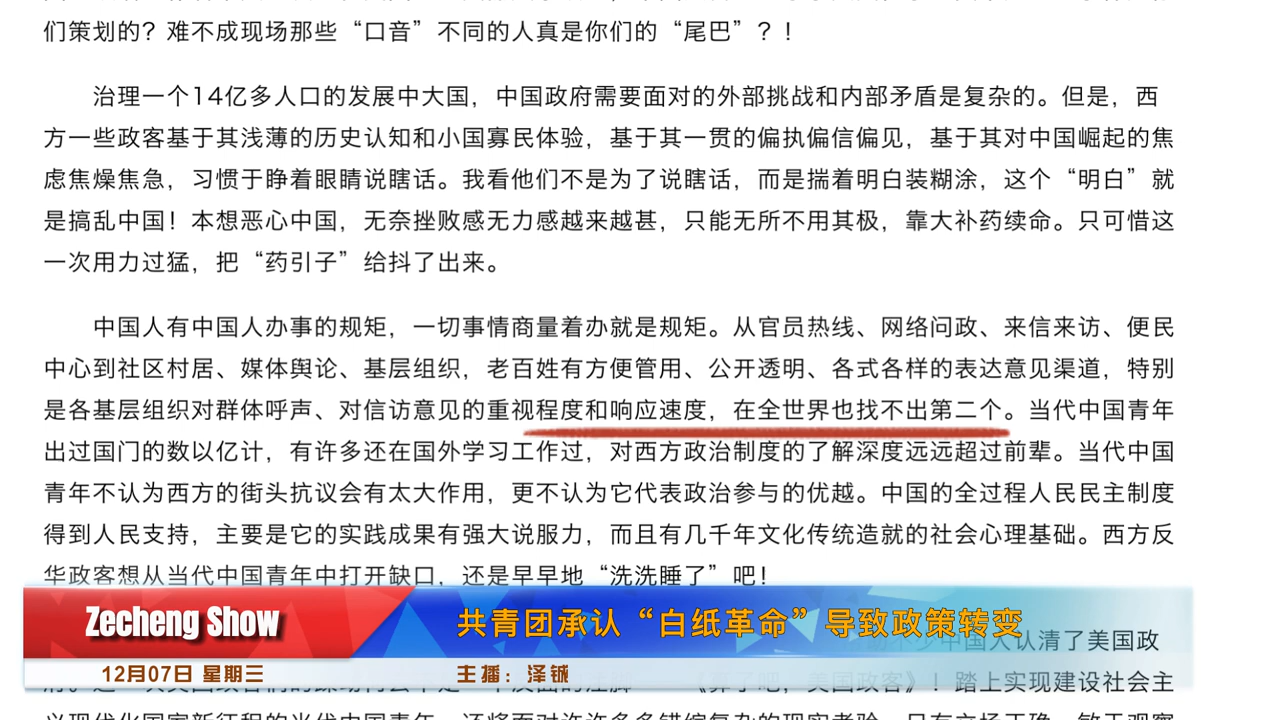 们策划的？难不成现场那些“口音”不同的人真是你们的“尾巴”？！
治理一个14亿多人口的发展中大国，中国政府需要面对的外部挑战和内部矛盾是复杂的。但是，西
方一些政客基于其浅薄的历史认知和小国寡民体验，基于其一贯的偏执偏信偏见，基于其对中国崛起的焦
虑焦燥焦急，习惯于睁着眼睛说瞎话。我看他们不是为了说瞎话，而是揣着明白装糊涂，这个“明白”就
是搞乱中国！本想恶心中国，无奈挫败感无力感越来越甚，只能无所不用其极，靠大补药续命。只可惜这
一次用力过猛，把“药引子”给抖了出来。
中国人有中国人办事的规矩，一切事情商量着办就是规矩。从官员热线、网络问政、来信来访、便民
中心到社区村居、媒体舆论、基层组织，老百姓有方便管用、公开透明、各式各样的表达意见渠道，特别
是各基层组织对群体呼声、对信访意见的重视程度和响应速度，在全世界也找不出第二个。当代中国青年
出过国门的数以亿计，有许多还在国外学习工作过，对西方政治制度的了解深度远远超过前辈。当代中国
青年不认为西方的街头抗议会有太大作用，更不认为它代表政治参与的优越。中国的全过程人民民主制度
得到人民支持，主要是它的实践成果有强大说服力，而且有几千年文化传统造就的社会心理基础。西方反
华政客想从当代中国青年中打开缺口，还是早早地“洗洗睡了”吧！
Zecheng Show
共青团承认“白纸革命”导致政策转变
中国人认清了美国政
12月07日 星期三
主播：泽铖
《算了吧，美国政客》！踏上实现建设社会主